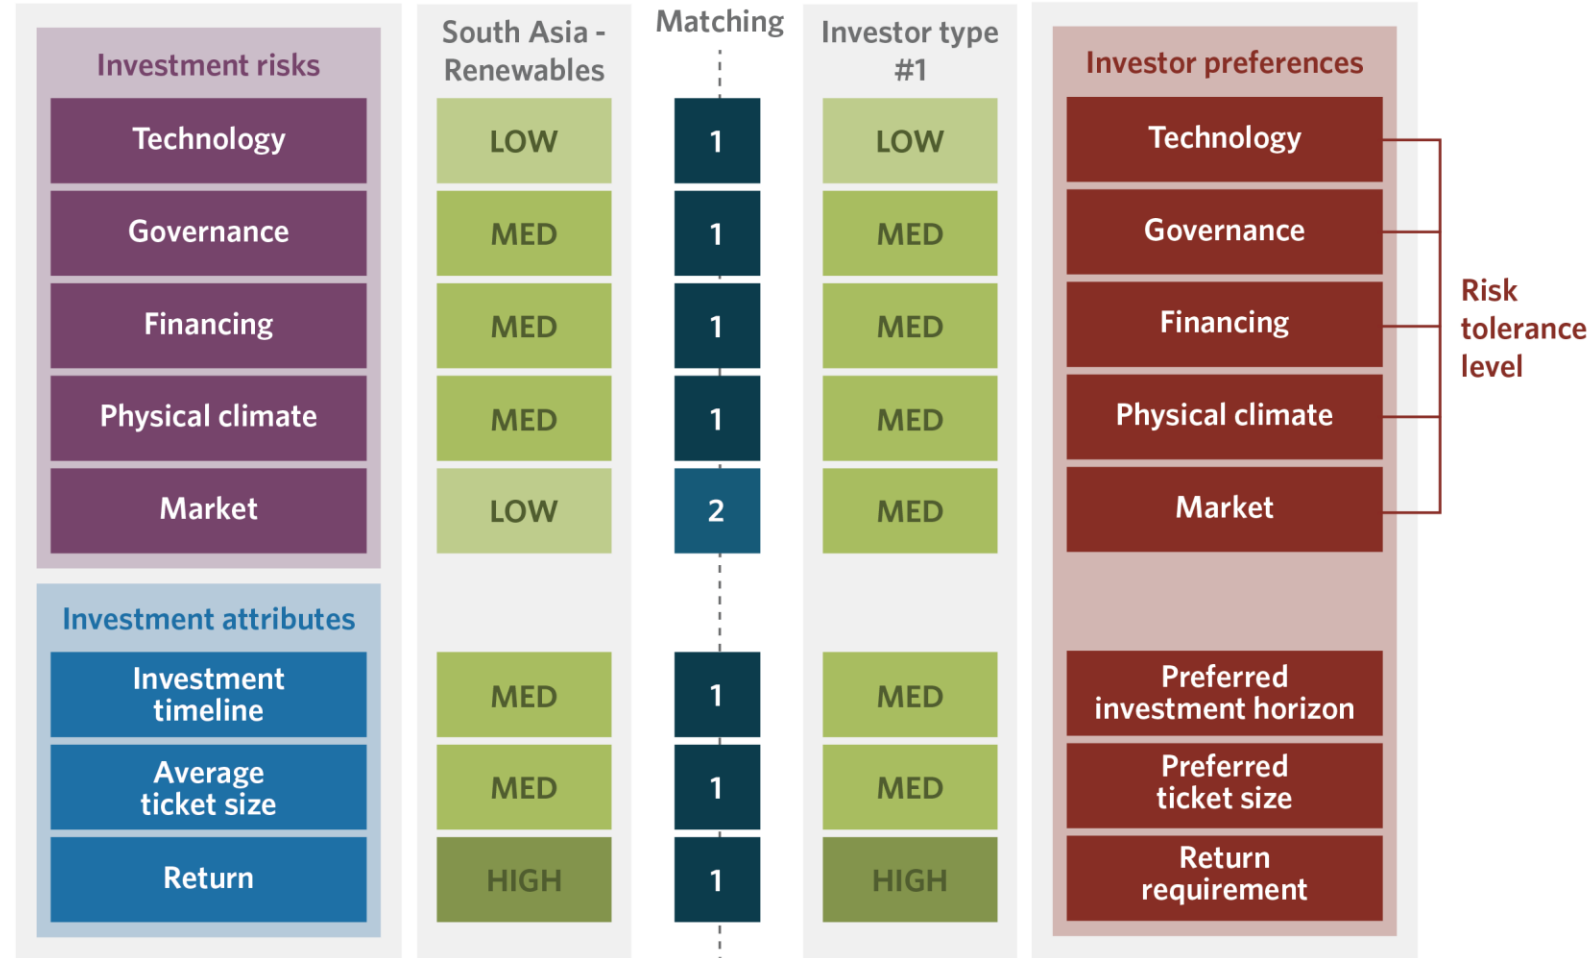 Investment risks
South Asia -
Renewables
Matching
Investor type
#1
Investor preferences
Technology
LOW
1
LOW
Technology
Governance
MED
1
MED
Governance
Financing
MED
1
MED
Financing
Physical climate
MED
1
MED
Physical climate
Market
LOW
2
MED
Market
Risk
tolerance
level
Investment attributes
Investment
timeline
MED
1
MED
Preferred
investment horizon
Average
ticket size
MED
1
MED
Preferred
ticket size
Return
HIGH
1
HIGH
Return
requirement